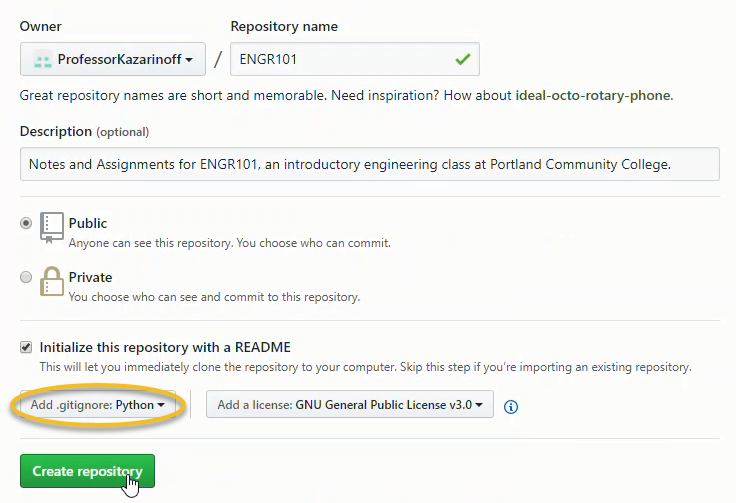 Owner
Repository name
ProfessorKazarinoff / ENGR101
Great repository names are short and memorable. Need inspiration? How about ideal-octo-rotary-phone.
Description (optional)
Notes and Assignments for ENGR101, an introductory engineering class at Portland Community College.
Public
Anyone can see this repository. You choose who can commit.
Private
You choose who can see and commit to this repository.
Initialize this repository with a README
This will let you immediately clone the repository to your computer. Skip this step if you're importing an existing repository.
Add .gitignore: Python
Add a license: GNU General Public License v3.0
Create repository